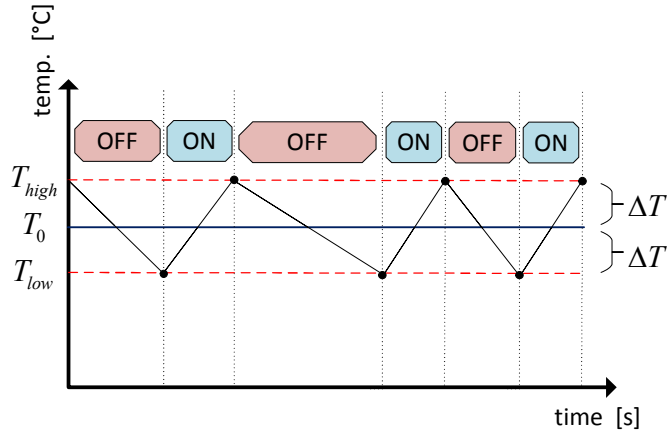 temp. [°C]
OFF ON OFF ON OFF ON
T_high
T_0
T_low
ΔT
ΔT
time [s]